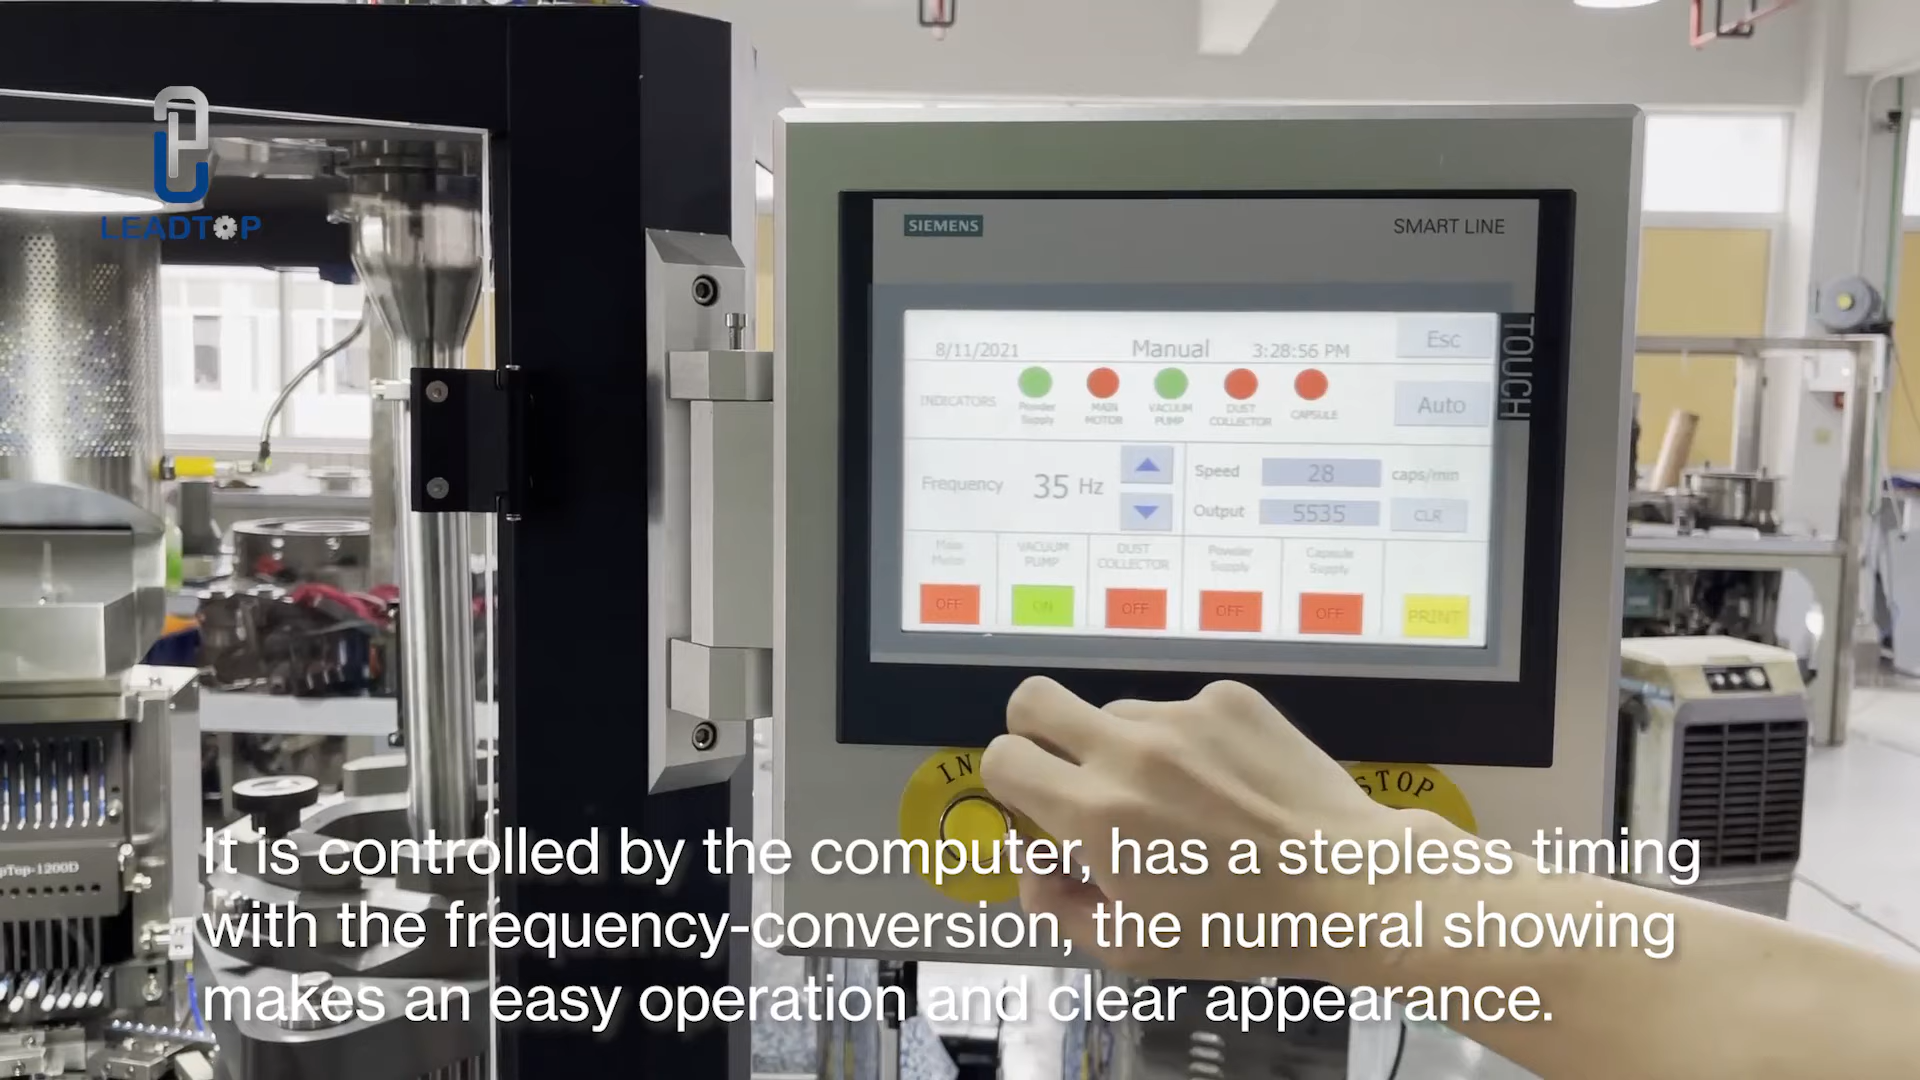 LEADTOP
SIEMENS
SMART LINE
TOUCH
8/11/2021 Manual 3:28:56 PM Esc
INDICATORS
Powder Supply
MAIN MOTOR
VACUUM PUMP
DUST COLLECTOR
CAPSULE
Auto
Frequency 35 Hz
Speed 28 caps/min
Output 5535 CLR
Main Motor
VACUUM PUMP
DUST COLLECTOR
Powder Supply
Capsule Supply
OFF ON OFF OFF OFF PRINT
STOP
pTop-1200D
It is controlled by the computer, has a stepless timing
with the frequency-conversion, the numeral showing
makes an easy operation and clear appearance.